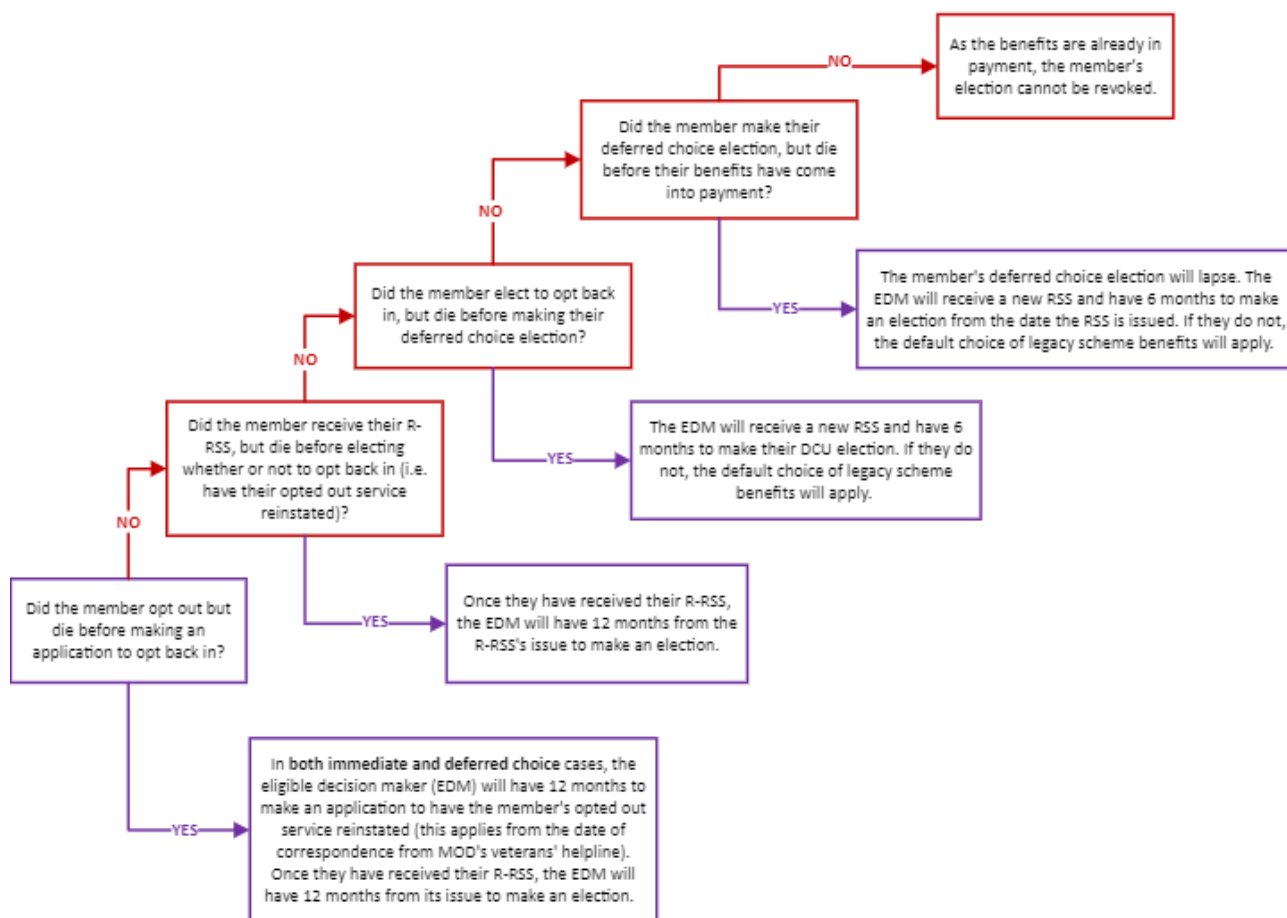 As the benefits are already in
payment, the member's
election cannot be revoked.
NO
Did the member make their
deferred choice election, but die
before their benefits have come
into payment?
NO
YES
The member's deferred choice election will lapse. The
EDM will receive a new RSS and have 6 months to make
an election from the date the RSS is issued. If they do not,
the default choice of legacy scheme benefits will apply.
Did the member elect to opt back
in, but die before making their
deferred choice election?
NO
YES
The EDM will receive a new RSS and have 6
months to make their DCU election. If they do
not, the default choice of legacy scheme
benefits will apply.
Did the member receive their R-
RSS, but die before electing
whether or not to opt back in (i.e.
have their opted out service
reinstated)?
NO
YES
Once they have received their R-RSS,
the EDM will have 12 months from the
R-RSS's issue to make an election.
Did the member opt out but
die before making an
application to opt back in?
YES
In both immediate and deferred choice cases, the
eligible decision maker (EDM) will have 12 months to
make an application to have the member's opted out
service reinstated (this applies from the date of
correspondence from MOD's veterans' helpline).
Once they have received their R-RSS, the EDM will
have 12 months from its issue to make an election.